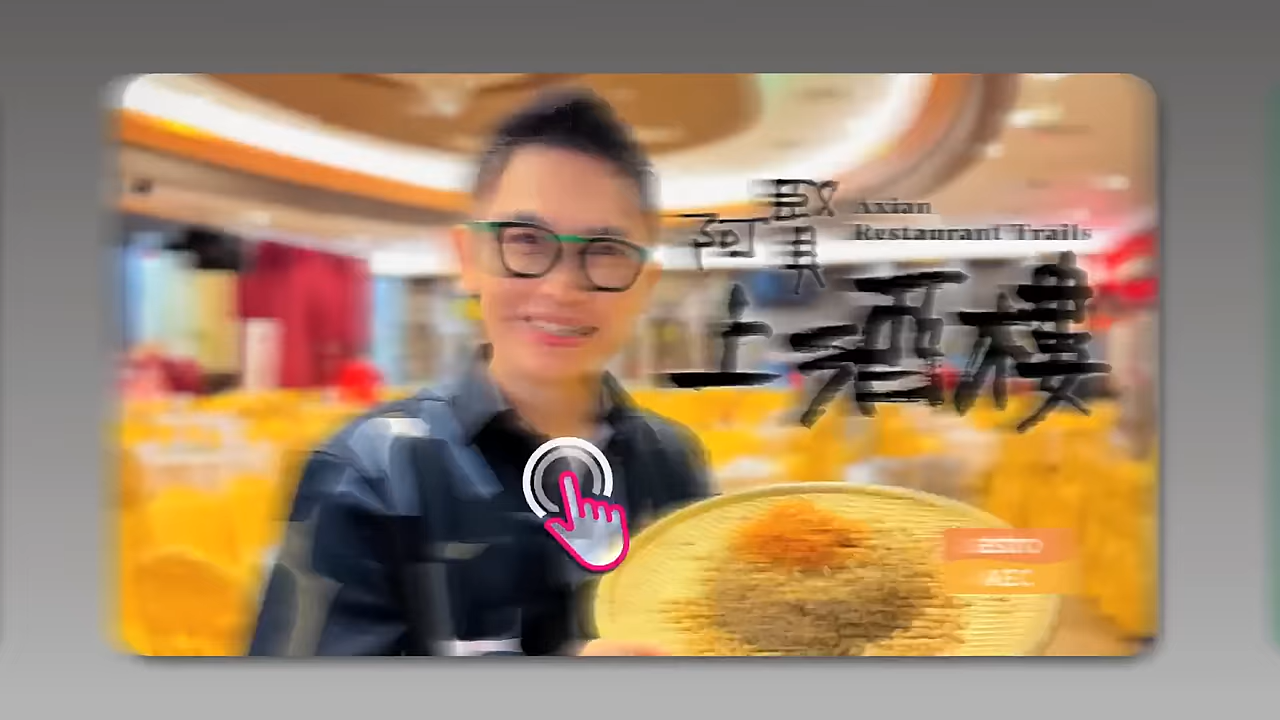 阿賢
Axian
Restaurant Trails
上酒樓